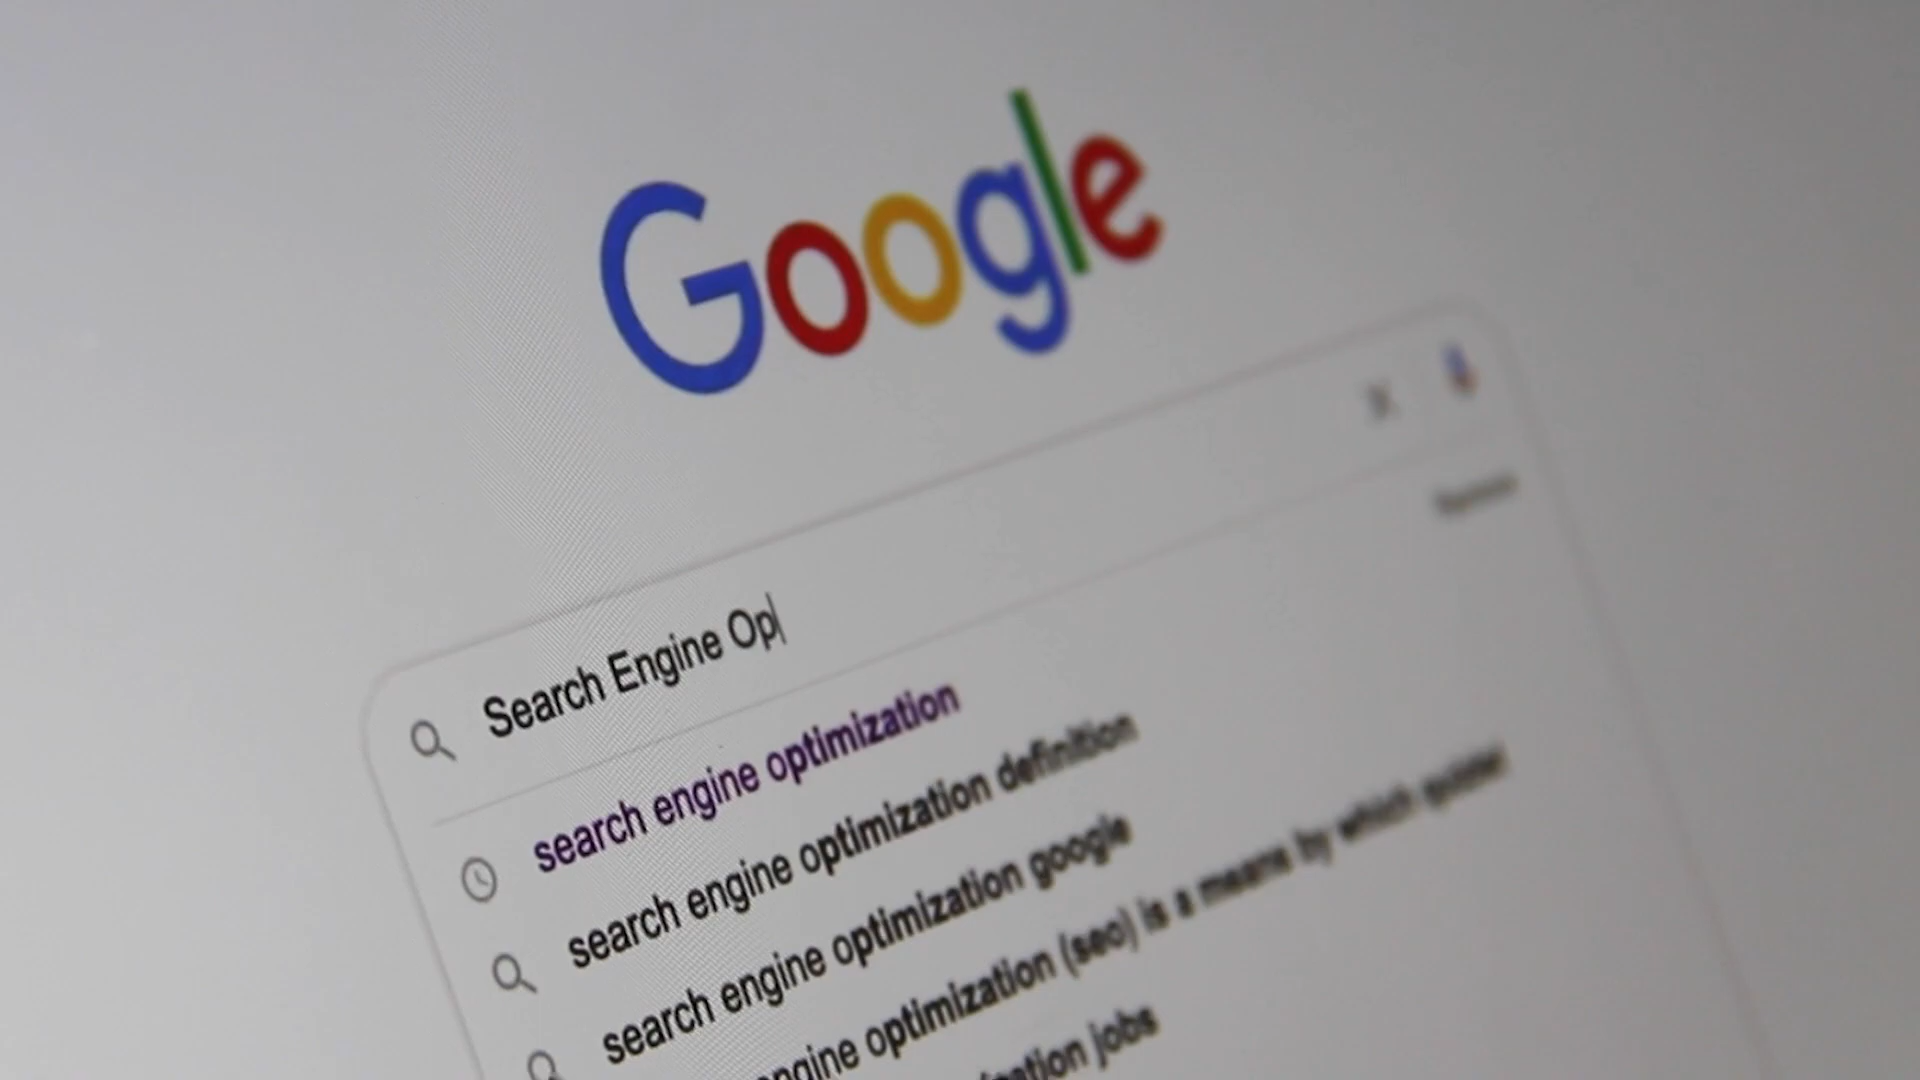 Google
Search Engine Op
search engine optimization
search engine optimization definition
search engine optimization google
engine optimization (seo) is a means by which
jobs